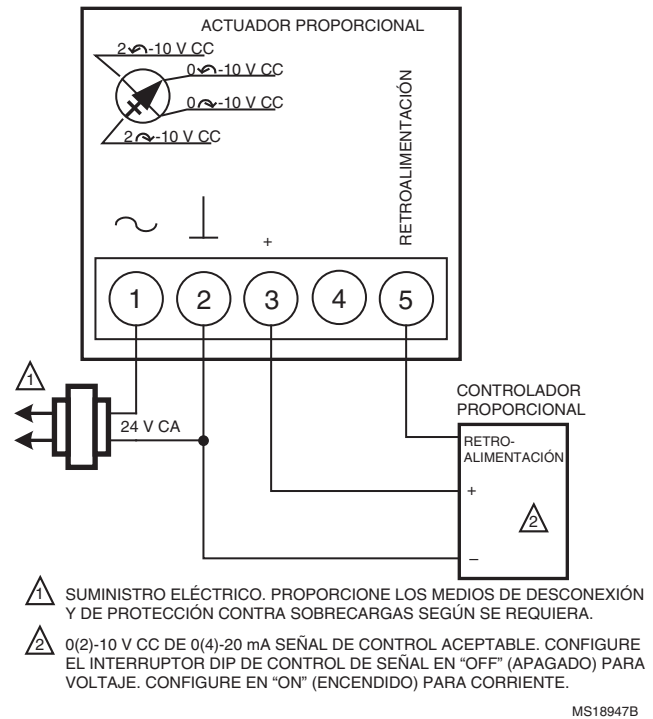 ACTUADOR PROPORCIONAL
2 -10 V CC
0 -10 V CC
0 -10 V CC
2 -10 V CC
RETROALIMENTACIÓN
+
1 2 3 4 5
1
24 V CA
CONTROLADOR
PROPORCIONAL
RETRO-
ALIMENTACIÓN
+
2
–
1 SUMINISTRO ELÉCTRICO. PROPORCIONE LOS MEDIOS DE DESCONEXIÓN
Y DE PROTECCIÓN CONTRA SOBRECARGAS SEGÚN SE REQUIERA.
2 0(2)-10 V CC DE 0(4)-20 mA SEÑAL DE CONTROL ACEPTABLE. CONFIGURE
EL INTERRUPTOR DIP DE CONTROL DE SEÑAL EN “OFF” (APAGADO) PARA
VOLTAJE. CONFIGURE EN “ON” (ENCENDIDO) PARA CORRIENTE.
MS18947B